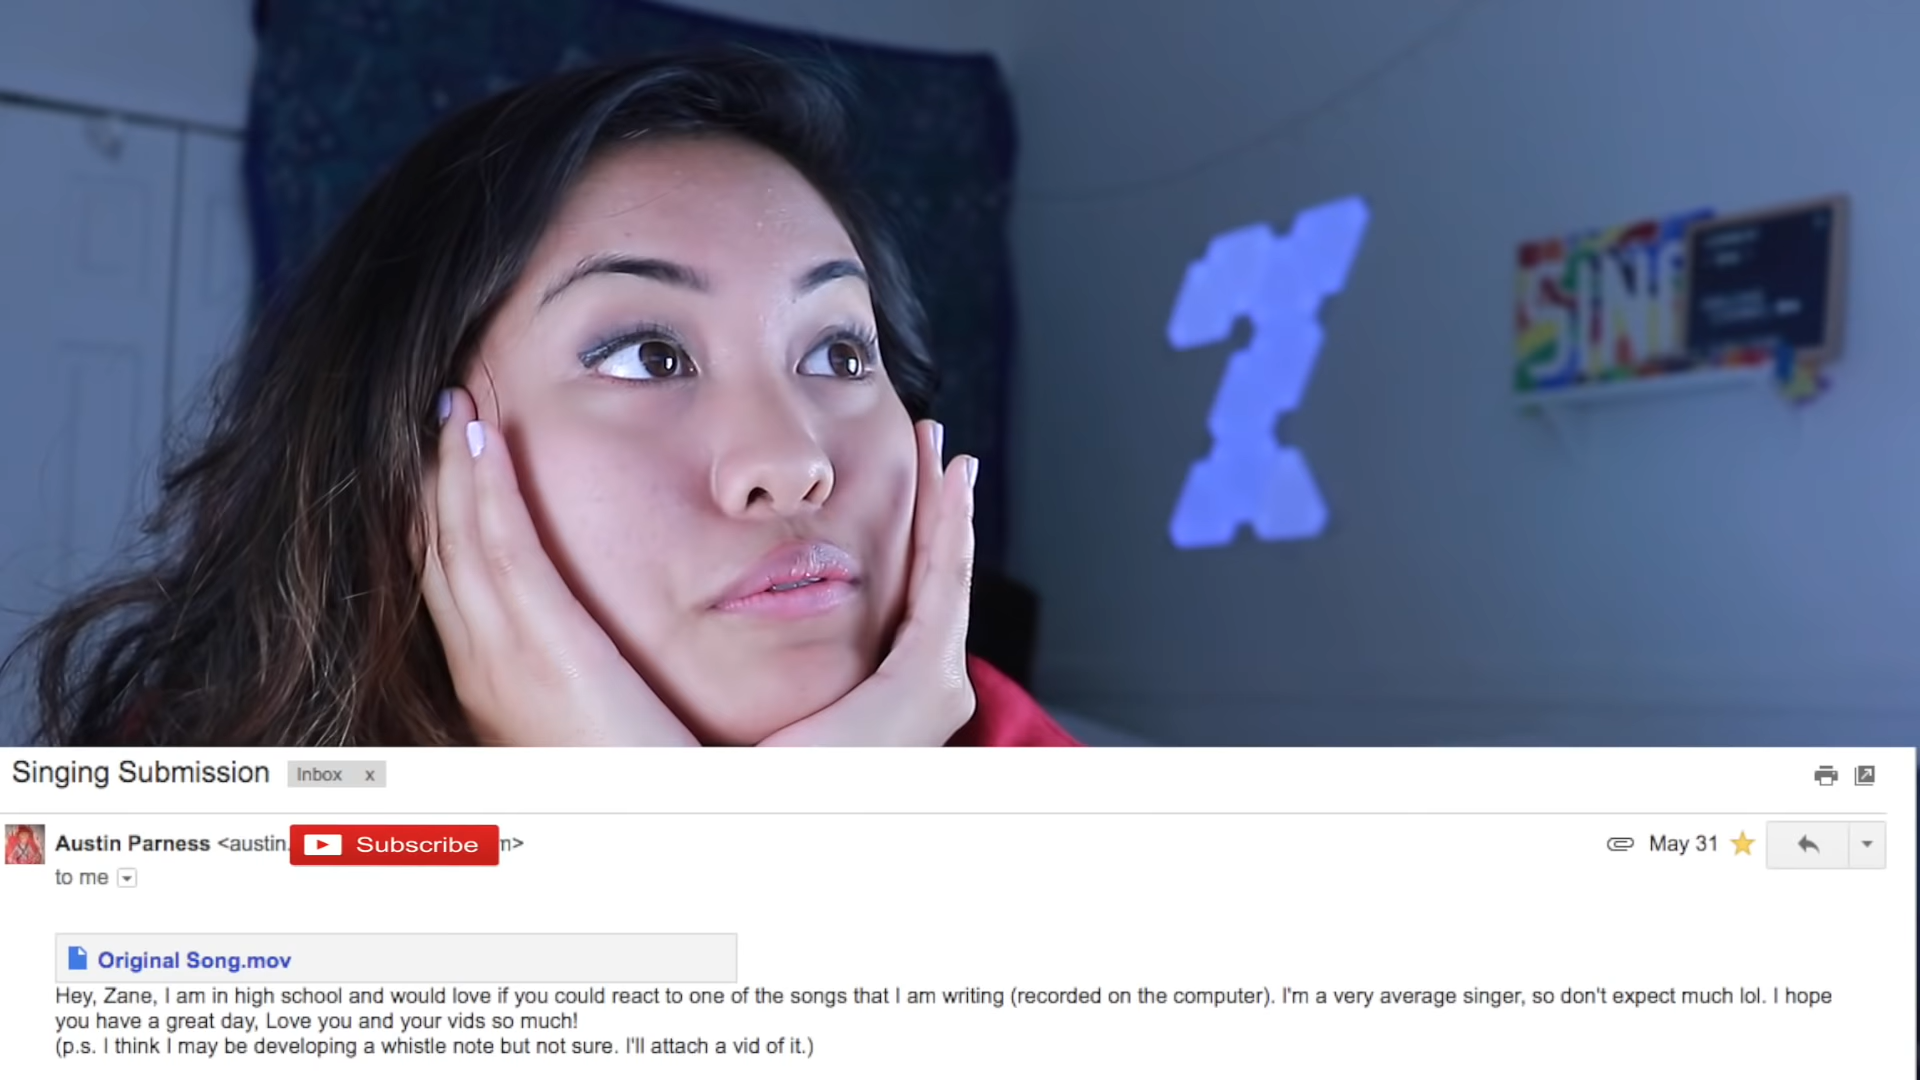 SING
Singing Submission Inbox x
Austin Parness <austin. Subscribe m> May 31
to me
Original Song.mov
Hey, Zane, I am in high school and would love if you could react to one of the songs that I am writing (recorded on the computer). I'm a very average singer, so don't expect much lol. I hope
you have a great day, Love you and your vids so much!
(p.s. I think I may be developing a whistle note but not sure. I'll attach a vid of it.)